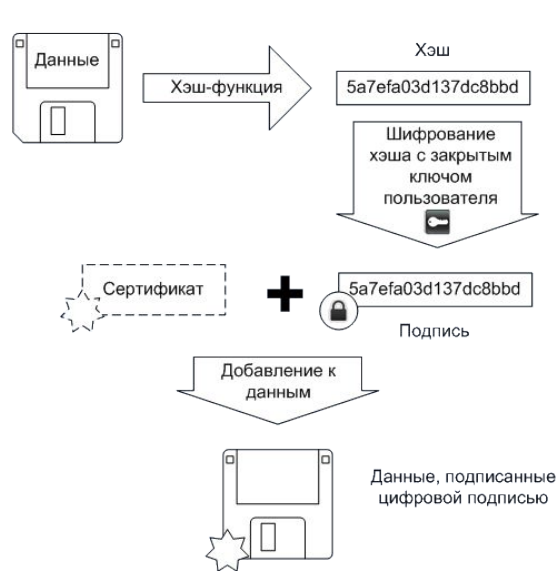 Хэш
Данные
Хэш-функция
5a7efa03d137dc8bbd
Шифрование
хэша с закрытым
ключом
пользователя
Сертификат
5a7efa03d137dc8bbd
Подпись
Добавление к
данным
Данные, подписанные
цифровой подписью